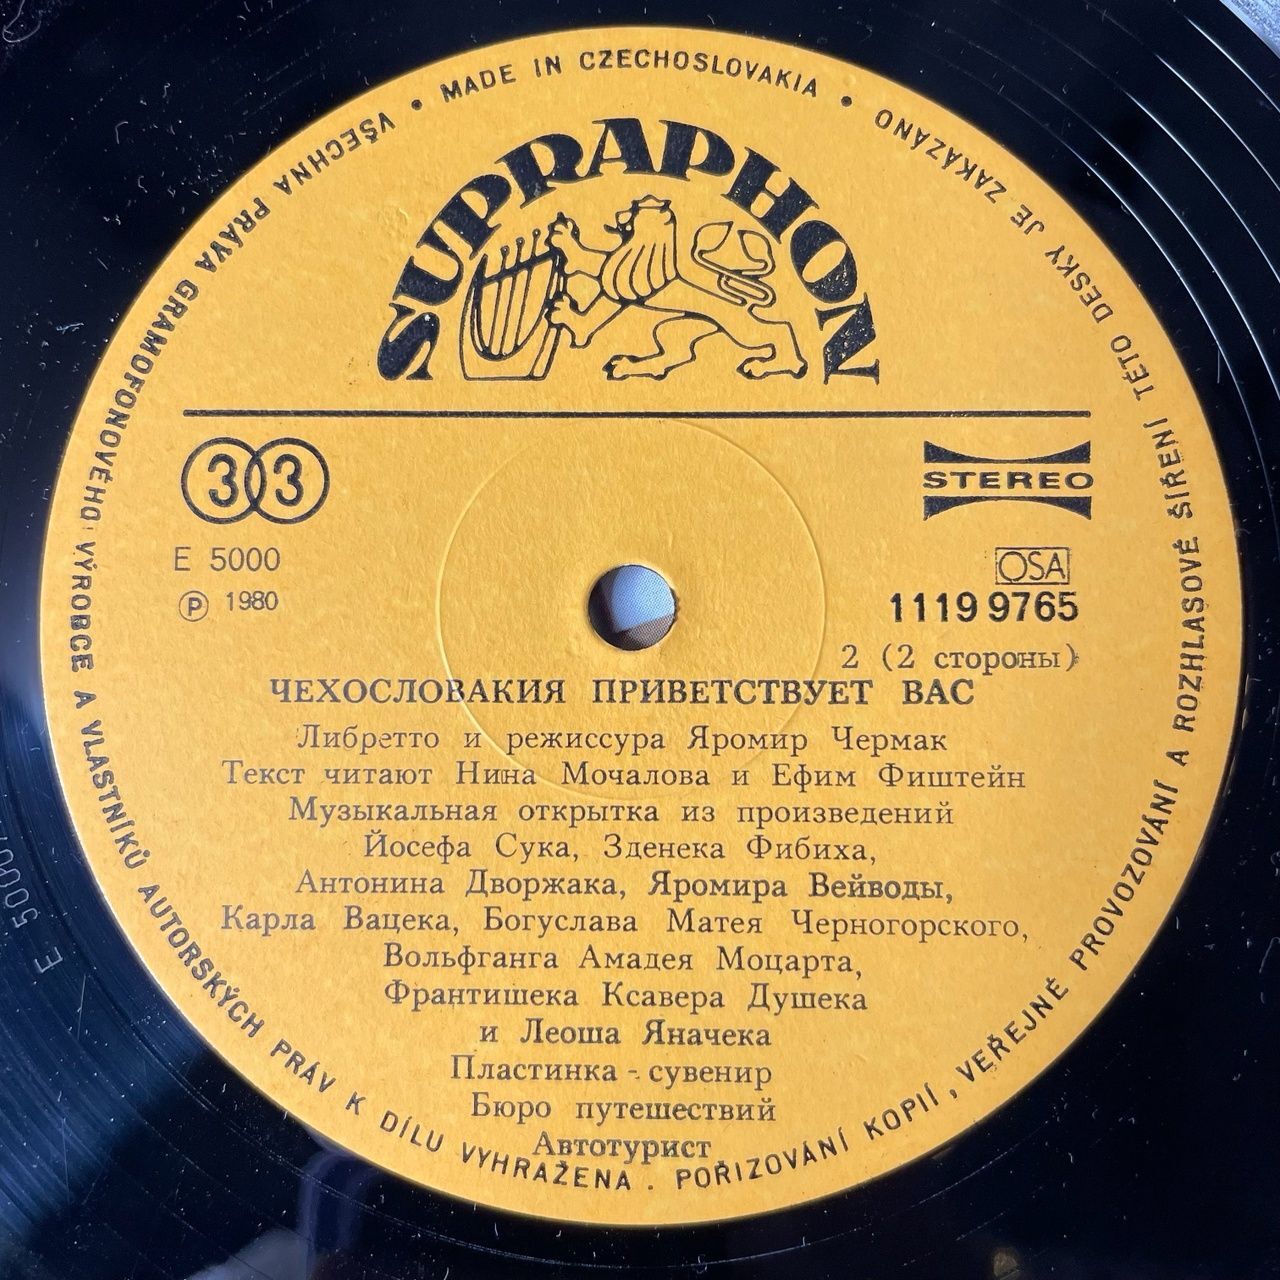 VŠECHNA PRÁVA GRAMOFONOVÉHO VÝROBCE A VLASTNÍKŮ AUTORSKÝCH PRÁV K DÍLU VYHRAŽENA . POŘIZOVÁNÍ KOPIÍ, VEŘEJNÉ PROVOZOVÁNÍ A ROZHLASOVÉ ŠÍŘENÍ TÉTO DESKY JE ZAKÁZÁNO
• MADE IN CZECHOSLOVAKIA •
SUPRAPHON
33
STEREO
E 5000
OSA
Ⓟ 1980
1119 9765
2 (2 стороны)
ЧЕХОСЛОВАКИЯ ПРИВЕТСТВУЕТ ВАС
Либретто и режиссура Яромир Чермак
Текст читают Нина Мочалова и Ефим Фиштейн
Музыкальная открытка из произведений
Йосефа Сука, Зденека Фибиха,
Антонина Дворжака, Яромира Вейводы,
Карла Вацека, Богуслава Матея Черногорского,
Вольфганга Амадея Моцарта,
Франтишека Ксавера Душека
и Леоша Яначека
Пластинка - сувенир
Бюро путешествий
Автотурист